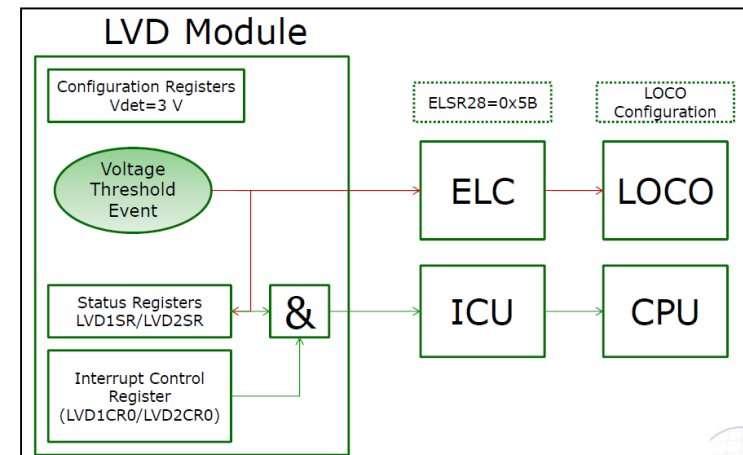 LVD Module
Configuration Registers
Vdet=3 V
ELSR28=0x5B
LOCO
Configuration
Voltage
Threshold
Event
ELC
LOCO
Status Registers
LVD1SR/LVD2SR
&
ICU
CPU
Interrupt Control
Register
(LVD1CR0/LVD2CR0)